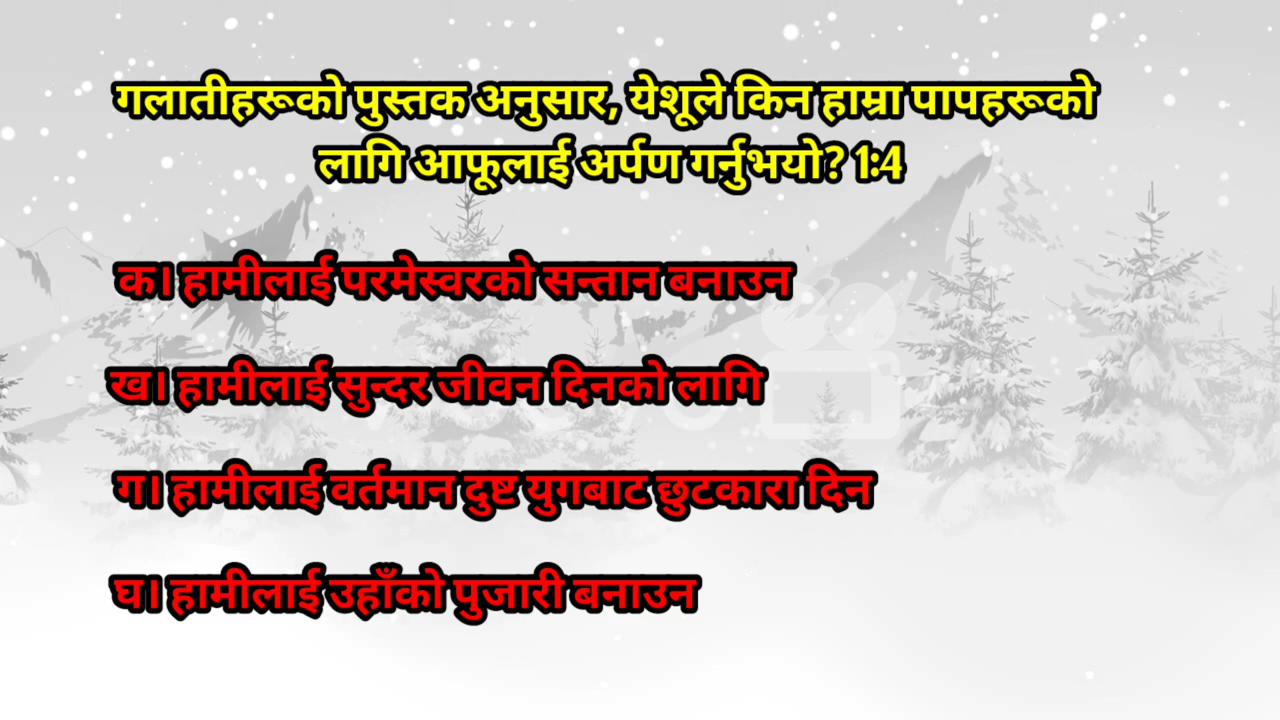 गलातीहरूको पुस्तक अनुसार, येशूले किन हाम्रा पापहरूको
लागि आफूलाई अर्पण गर्नुभयो? 1:4
क। हामीलाई परमेस्वरको सन्तान बनाउन
ख। हामीलाई सुन्दर जीवन दिनको लागि
ग। हामीलाई वर्तमान दुष्ट युगबाट छुटकारा दिन
घ। हामीलाई उहाँको पुजारी बनाउन